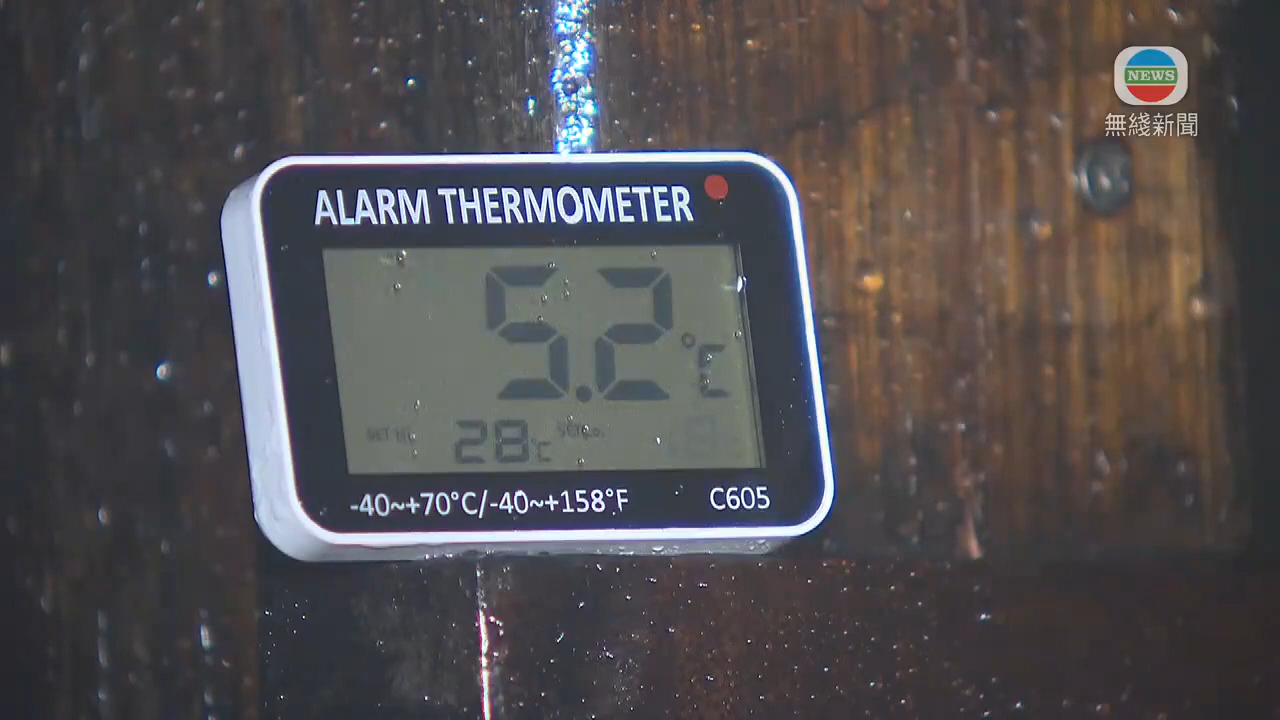 NEWS
無綫新聞
ALARM THERMOMETER
5.2 °C
28°C
-40~+70°C/-40~+158°F C605